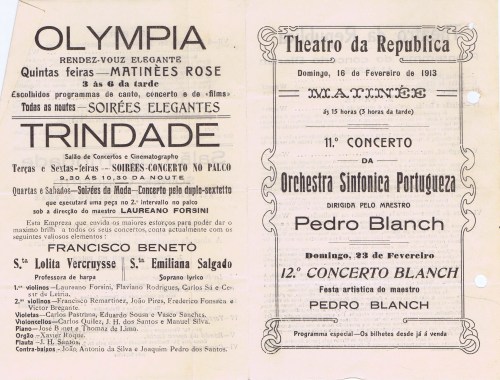 OLYMPIA
RENDEZ-VOUZ ELEGANTE
Quintas feiras—MATINÉES ROSE
3 ás 6 da tarde
Escolhidos programmas de canto, concerto e de «films»
Todas as noutes—SOIRÉES ELEGANTES
TRINDADE
Salão de Concertos e Cinematographo
Terças e Sextas-feiras—SOIRÉES-CONCERTO NO PALCO
9,30 ÁS 10,30 DA NOUTE
Quartas e Sabados—Soirées da Moda—Concerto pelo duplo-sextetto
que executará uma peça no 2.º intervallo no palco
sob a direcção do maestro LAUREANO FORSINI
Esta Empreza que envida os maiores exforços para poder dar o
maximo brilh a todos os seus concertos, conta actualmente com os
seguintes valiosos elementos:
FRANCISCO BENETÓ
S.ta Lolita Vercruysse
Professora de harpa
S.ta Emiliana Salgado
Soprano lyrico
1.os violinos—Laureano Forsini, Flaviano Rodrigues, Carlos Sá e
de Leiria.
2.os violinos—Francisco Remartinez, João Pires, Frederico Fonseca e
Victor Bregante.
Violetas—Carlos Pastrana, Eduardo Sousa e Vasco Sanches.
Violoncellos—Carlos Quilez, J. H. dos Santos e Manuel Silva.
Piano—José Bonet e Thomaz de Lima.
Orgão—Xavier Roque.
Flauta—J. H. Santos.
Contra-baixos—João, Antonio da Silva e Joaquim Pedro dos Santos.
Theatro da Republica
Domingo, 16 de Fevereiro de 1913
MATINÉE
ás 15 horas (3 horas da tarde)
11.º CONCERTO
DA
Orchestra Sinfonica Portugueza
DIRIGIDA PELO MAESTRO
Pedro Blanch
Domingo, 23 de Fevereiro
12.º CONCERTO BLANCH
Festa artistica do maestro
PEDRO BLANCH
Programma especial—Os bilhetes desde já á venda